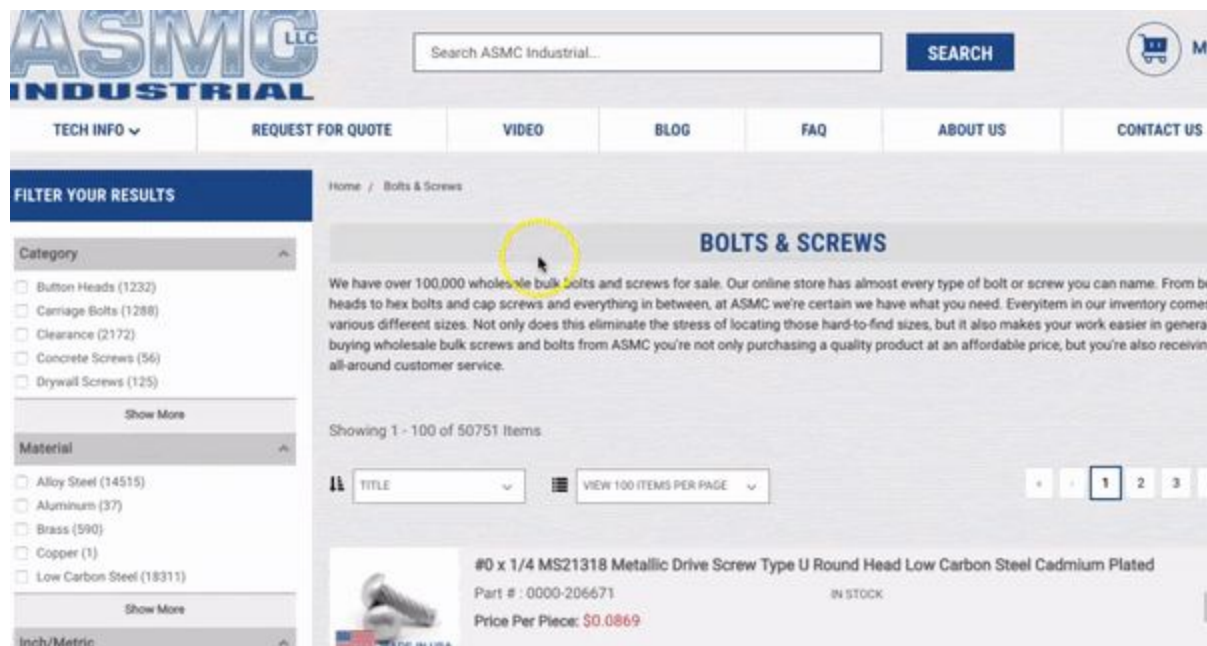 ASMC LLC
INDUSTRIAL
Search ASMC Industrial...
SEARCH
M
TECH INFO
REQUEST FOR QUOTE
VIDEO
BLOG
FAQ
ABOUT US
CONTACT US
FILTER YOUR RESULTS
Category
Button Heads (1232)
Carriage Bolts (1288)
Clearance (2172)
Concrete Screws (56)
Drywall Screws (125)
Show More
Material
Alloy Steel (14515)
Aluminum (37)
Brass (590)
Copper (1)
Low Carbon Steel (18311)
Show More
Inch/Metric
Home / Bolts & Screws
BOLTS & SCREWS
We have over 100,000 wholesale bulk bolts and screws for sale. Our online store has almost every type of bolt or screw you can name. From b
heads to hex bolts and cap screws and everything in between, at ASMC we're certain we have what you need. Everyitem in our inventory comes
various different sizes. Not only does this eliminate the stress of locating those hard-to-find sizes, but it also makes your work easier in genera
buying wholesale bulk screws and bolts from ASMC you're not only purchasing a quality product at an affordable price, but you're also receivin
all-around customer service.
Showing 1 - 100 of 50751 Items
TITLE
VIEW 100 ITEMS PER PAGE
1 2 3
#0 x 1/4 MS21318 Metallic Drive Screw Type U Round Head Low Carbon Steel Cadmium Plated
Part # : 0000-206671
IN STOCK
Price Per Piece: $0.0869
MADE IN USA